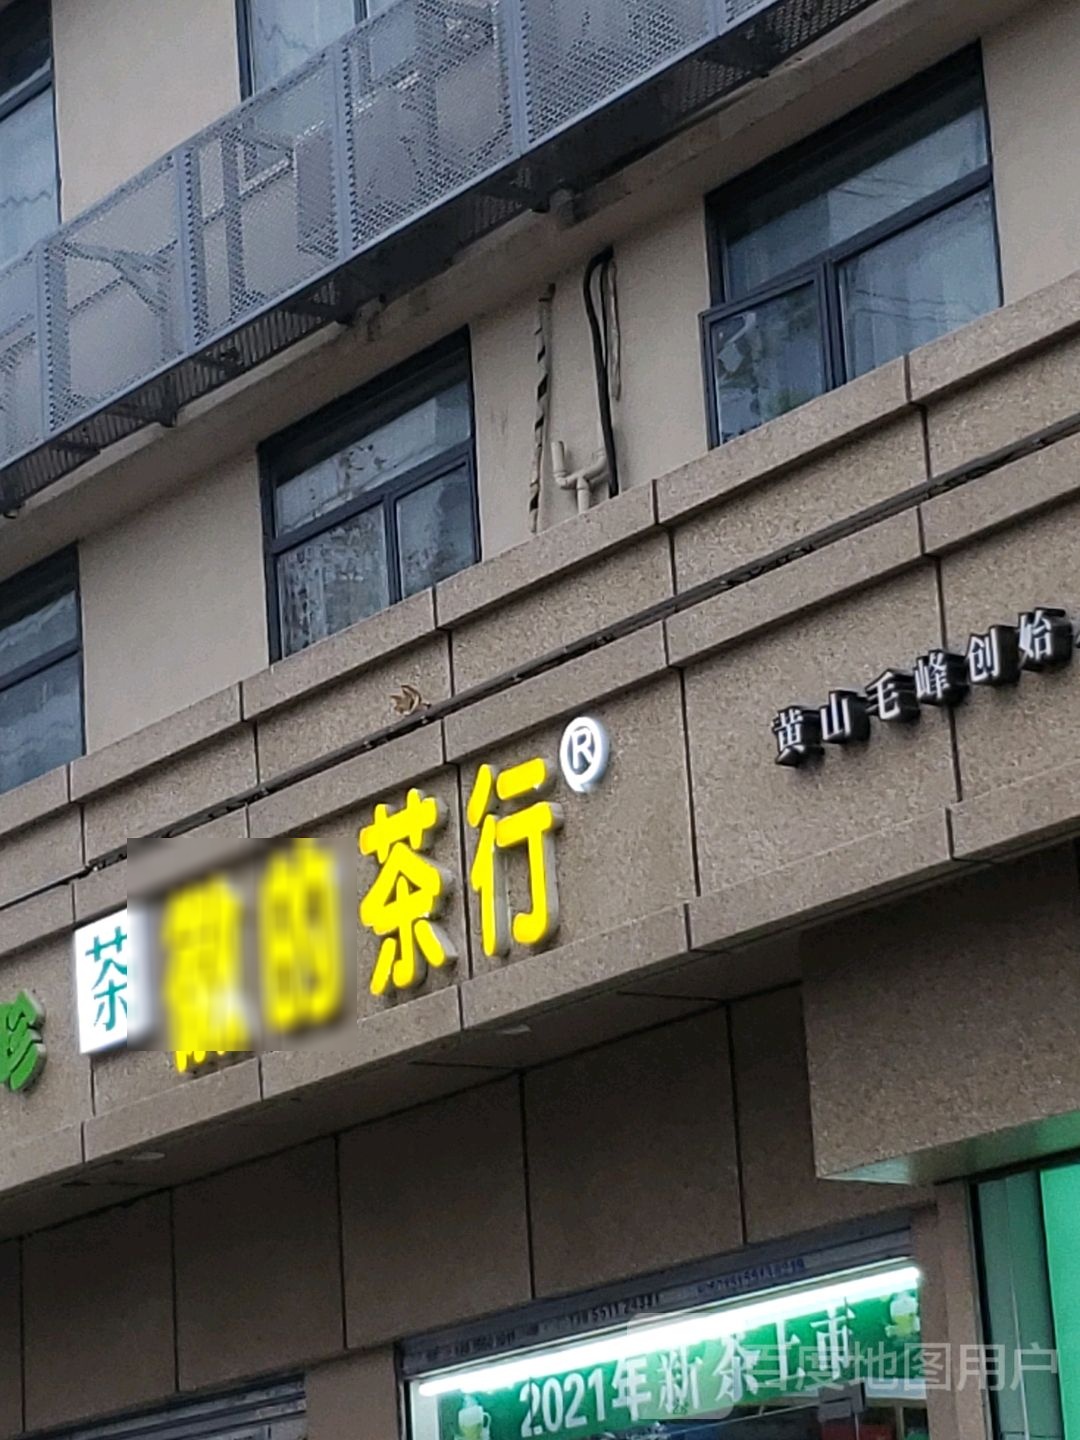 黄山毛峰创始
茶行®
茶
珍
2021年新茶上市
百度地图用户